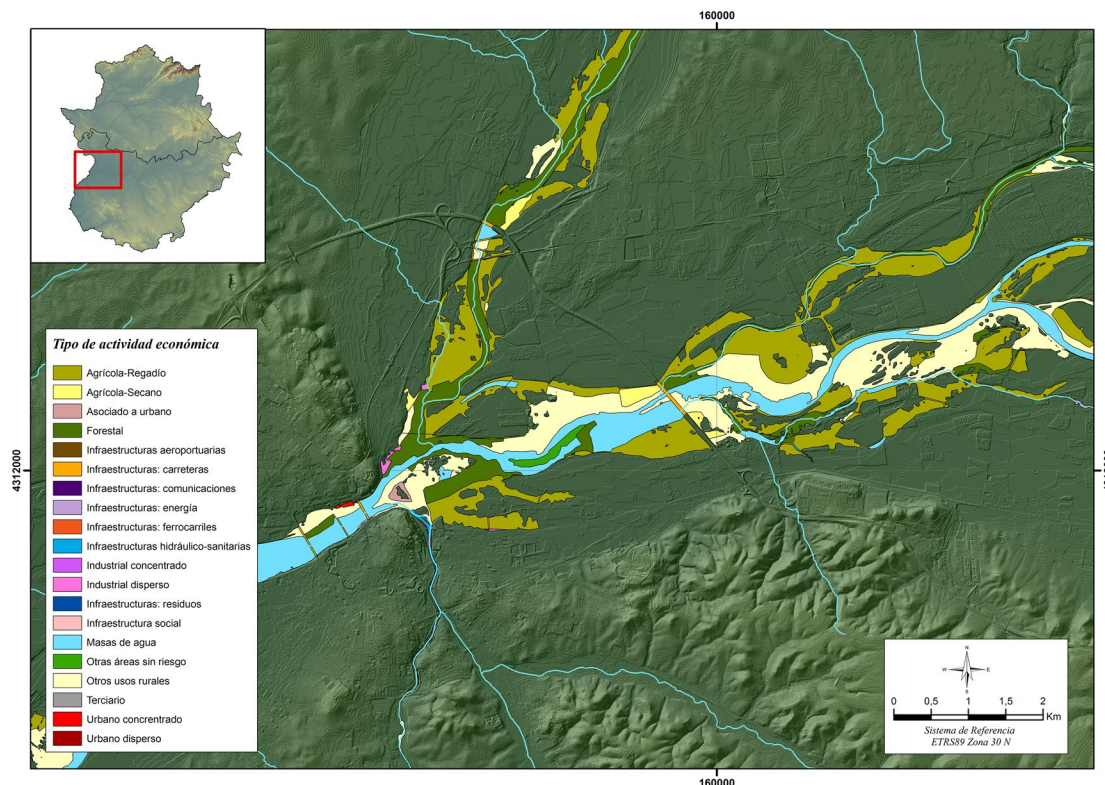 160000
4312000
Tipo de actividad económica
Agrícola-Regadío
Agrícola-Secano
Asociado a urbano
Forestal
Infraestructuras aeroportuarias
Infraestructuras: carreteras
Infraestructuras: comunicaciones
Infraestructuras: energía
Infraestructuras: ferrocarriles
Infraestructuras hidráulico-sanitarias
Industrial concentrado
Industrial disperso
Infraestructuras: residuos
Infraestructura social
Masas de agua
Otras áreas sin riesgo
Otros usos rurales
Terciario
Urbano concrentrado
Urbano disperso
N
W E
S
0 0,5 1 1,5 2
Km
Sistema de Referencia
ETRS89 Zona 30 N
160000